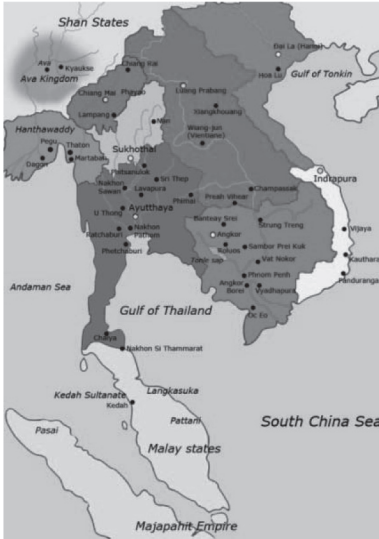 Shan States
Ava
Kyaukse
Ava Kingdom
Chiang Rai
Chiang Mai
Phayao
Lampang
Nan
Hanthawaddy
Pegu
Thaton
Dagon
Martaban
Sukhothai
Phitsanuluk
Luang Prabang
Xiangkhouang
Wiang-jun
(Vientiane)
Dai La (Hanoi)
Hoa Lu
Gulf of Tonkin
Nakhon
Sawan
Sri Thep
Lavapura
U Thong
Ayutthaya
Phimai
Ratchaburi
Nakhon
Pathom
Phetchaburi
Champassak
Preah Vihear
Banteay Srei
Strung Treng
Angkor
Roluos
Sambor Prei Kuk
Tonle sap
Vat Nokor
Phnom Penh
Angkor
Borei
Vyadhapura
Oc Eo
Indrapura
Vijaya
Kauthara
Panduranga
Andaman Sea
Gulf of Thailand
Chaiya
Nakhon Si Thammarat
Kedah Sultanate
Kedah
Langkasuka
Pattani
Pasai
Malay states
South China Sea
Majapahit Empire